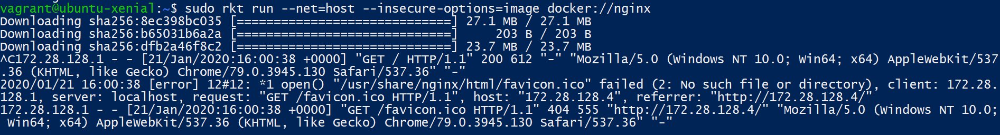 vagrant@ubuntu-xenial:~$ sudo rkt run --net=host --insecure-options=image docker://nginx
Downloading sha256:8ec398bc035 [=============================] 27.1 MB / 27.1 MB
Downloading sha256:b65031b6a2a [=============================]     203 B / 203 B
Downloading sha256:dfb2a46f8c2 [=============================] 23.7 MB / 23.7 MB
^C172.28.128.1 - - [21/Jan/2020:16:00:38 +0000] "GET / HTTP/1.1" 200 612 "-" "Mozilla/5.0 (Windows NT 10.0; Win64; x64) AppleWebKit/537
.36 (KHTML, like Gecko) Chrome/79.0.3945.130 Safari/537.36" "-"
2020/01/21 16:00:38 [error] 12#12: *1 open() "/usr/share/nginx/html/favicon.ico" failed (2: No such file or directory), client: 172.28.
128.1, server: localhost, request: "GET /favicon.ico HTTP/1.1", host: "172.28.128.4", referrer: "http://172.28.128.4/"
172.28.128.1 - - [21/Jan/2020:16:00:38 +0000] "GET /favicon.ico HTTP/1.1" 404 555 "http://172.28.128.4/" "Mozilla/5.0 (Windows NT 10.0;
 Win64; x64) AppleWebKit/537.36 (KHTML, like Gecko) Chrome/79.0.3945.130 Safari/537.36" "-"